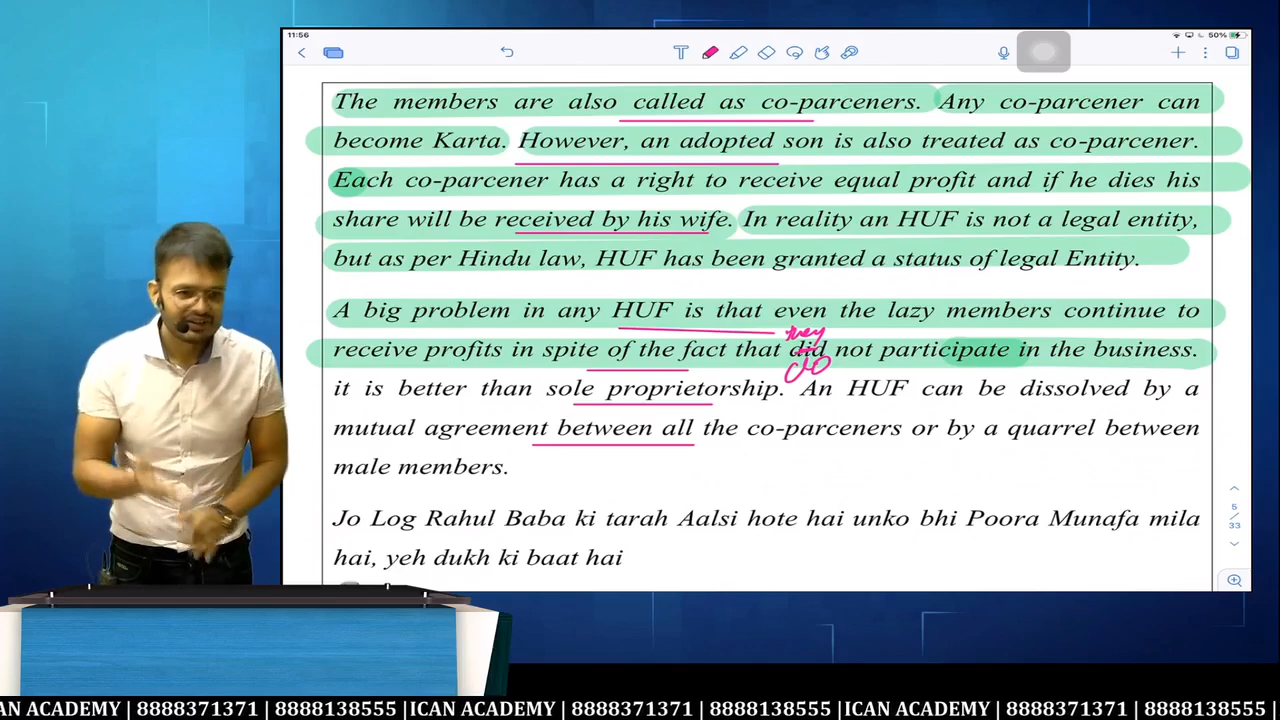 11:56
50%
T
The members are also called as co-parceners. Any co-parcener can
become Karta. However, an adopted son is also treated as co-parcener.
Each co-parcener has a right to receive equal profit and if he dies his
share will be received by his wife. In reality an HUF is not a legal entity,
but as per Hindu law, HUF has been granted a status of legal Entity.
A big problem in any HUF is that even the lazy members continue to
they
receive profits in spite of the fact that did not participate in the business.
do
it is better than sole proprietorship. An HUF can be dissolved by a
mutual agreement between all the co-parceners or by a quarrel between
male members.
Jo Log Rahul Baba ki tarah Aalsi hote hai unko bhi Poora Munafa mila
hai, yeh dukh ki baat hai
5
/
33
AN ACADEMY | 8888371371 | 8888138555 |ICAN ACADEMY | 8888371371 | 8888138555 |ICAN ACADEMY | 8888371371 | 8888138555 |